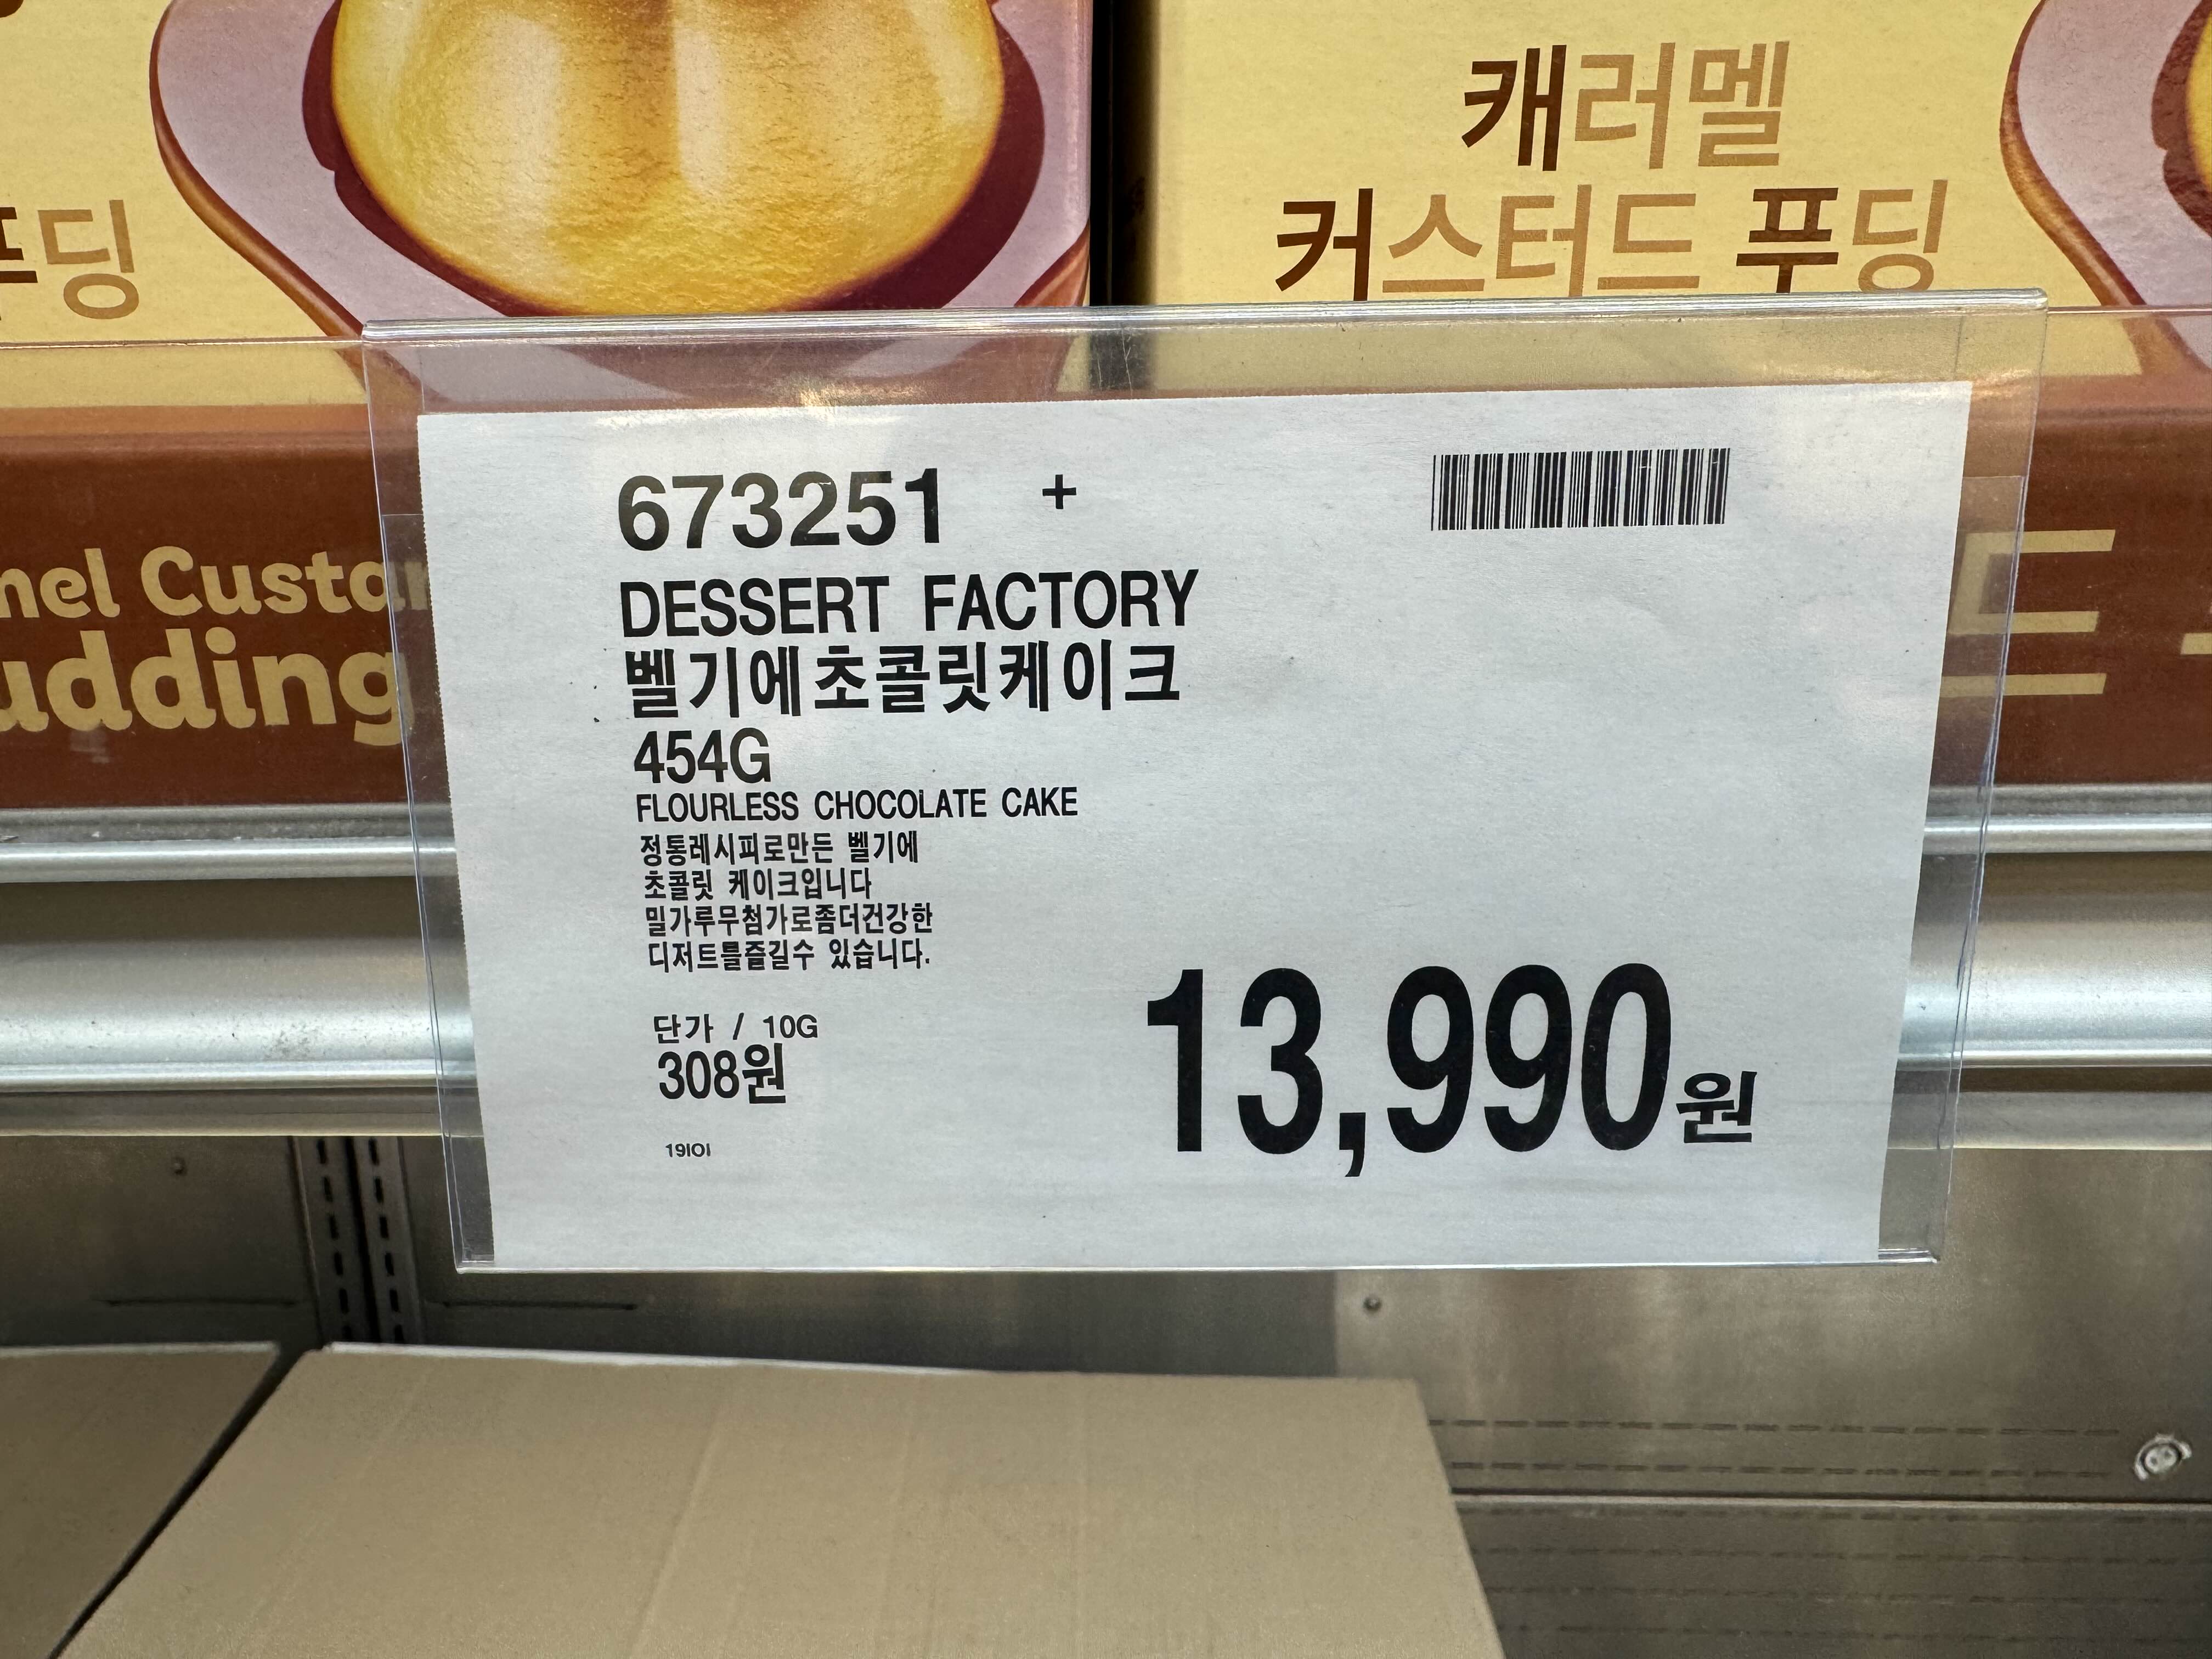 캐러멜
커스터드 푸딩
푸딩
673251 +
DESSERT FACTORY
벨기에초콜릿케이크
454G
FLOURLESS CHOCOLATE CAKE
정통레시피로만든 벨기에
초콜릿 케이크입니다
밀가루무첨가로좀더건강한
디저트를즐길수 있습니다.
단가 / 10G
308원
13,990원